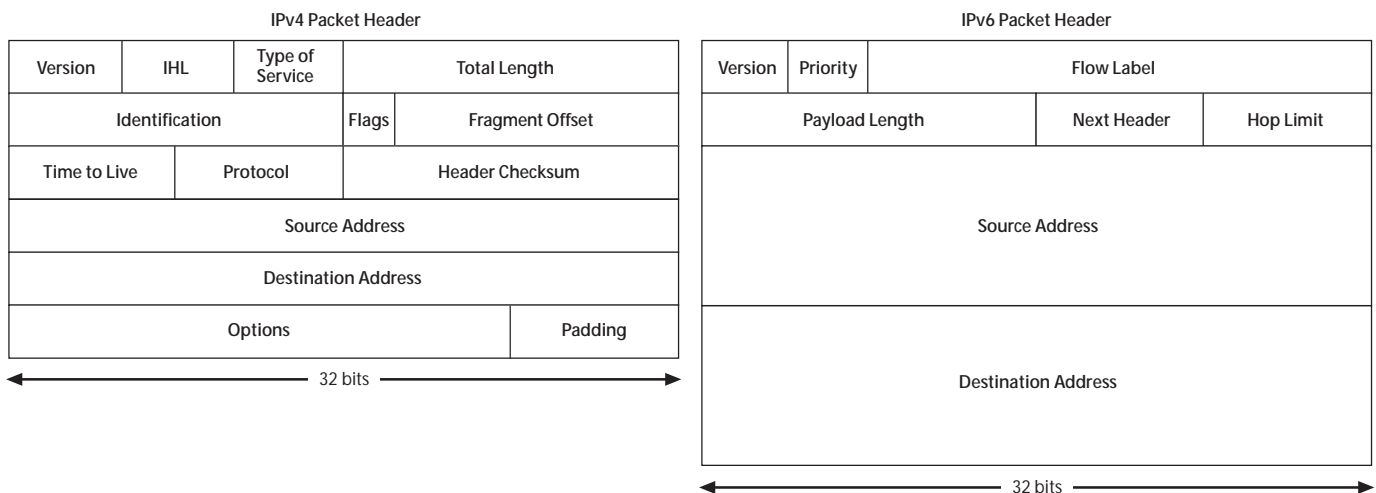 IPv4 Packet Header
Version IHL Type of Service Total Length
Identification Flags Fragment Offset
Time to Live Protocol Header Checksum
Source Address
Destination Address
Options Padding
32 bits
IPv6 Packet Header
Version Priority Flow Label
Payload Length Next Header Hop Limit
Source Address
Destination Address
32 bits